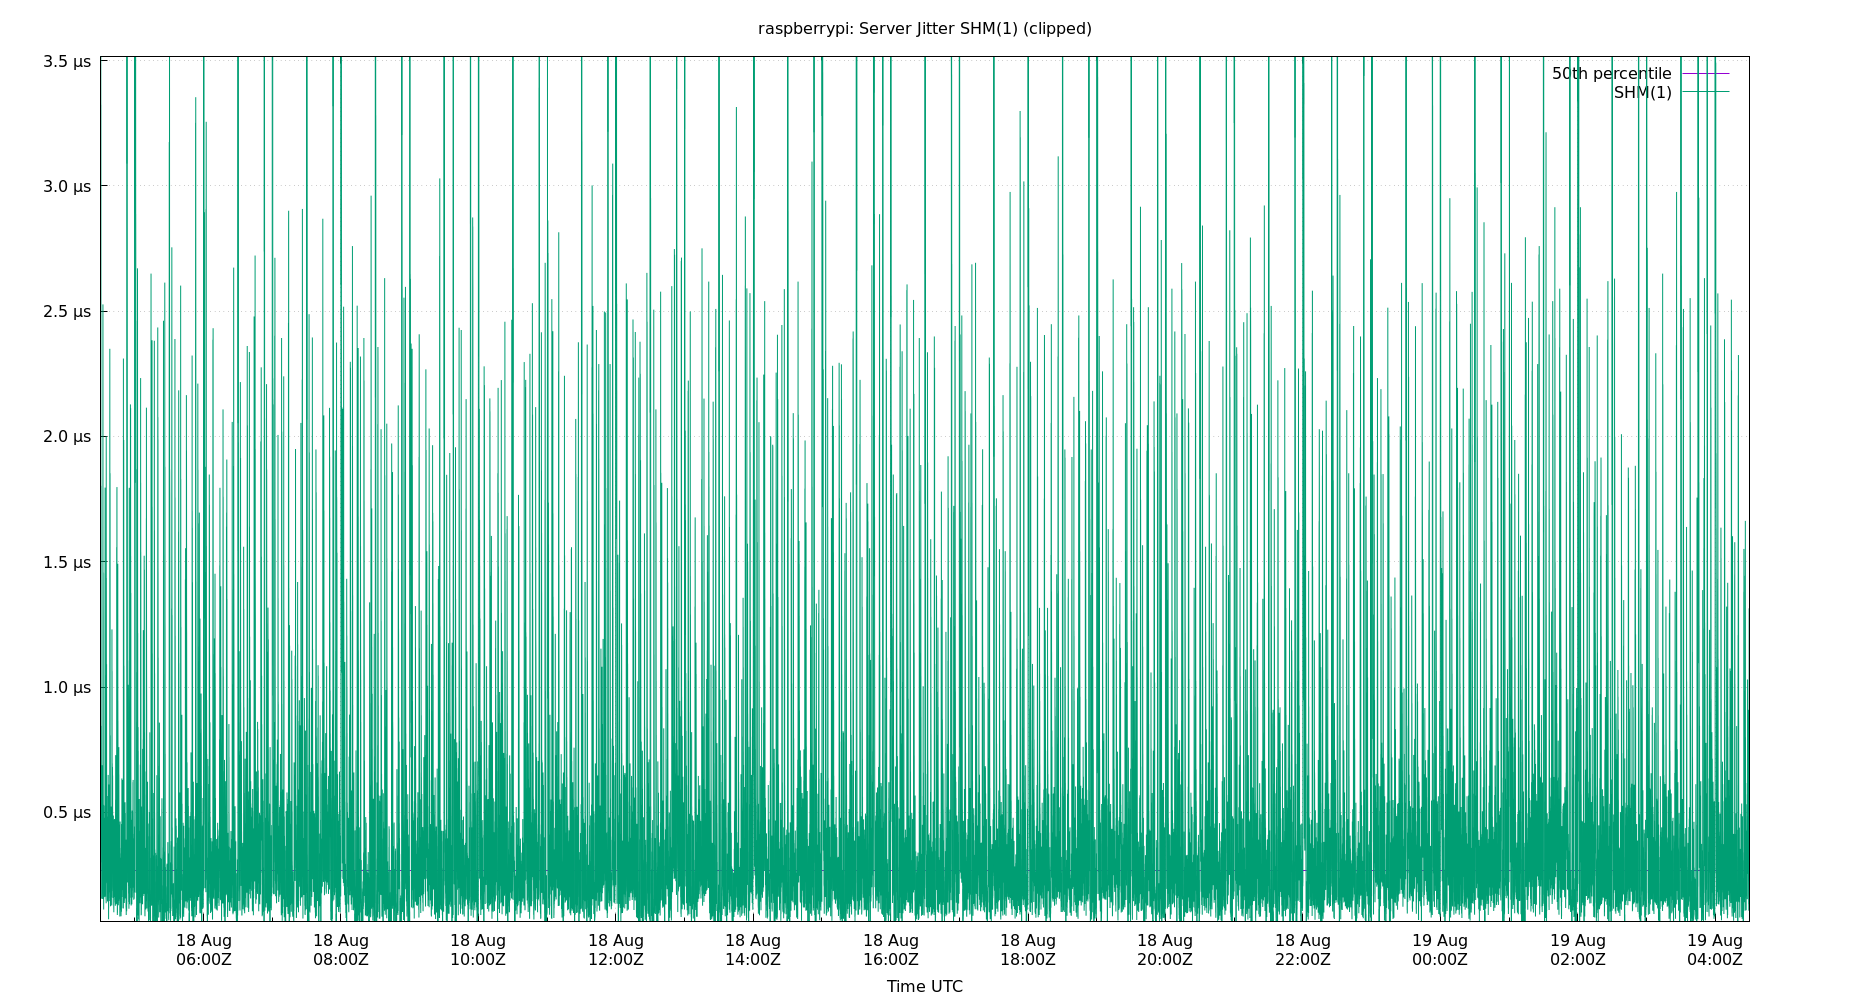 raspberrypi: Server Jitter SHM(1) (clipped)
3.5 µs
3.0 µs
2.5 µs
2.0 µs
1.5 µs
1.0 µs
0.5 µs
50th percentile
SHM(1)
18 Aug 18 Aug 18 Aug 18 Aug 18 Aug 18 Aug 18 Aug 18 Aug 18 Aug 19 Aug 19 Aug 19 Aug
06:00Z 08:00Z 10:00Z 12:00Z 14:00Z 16:00Z 18:00Z 20:00Z 22:00Z 00:00Z 02:00Z 04:00Z
Time UTC